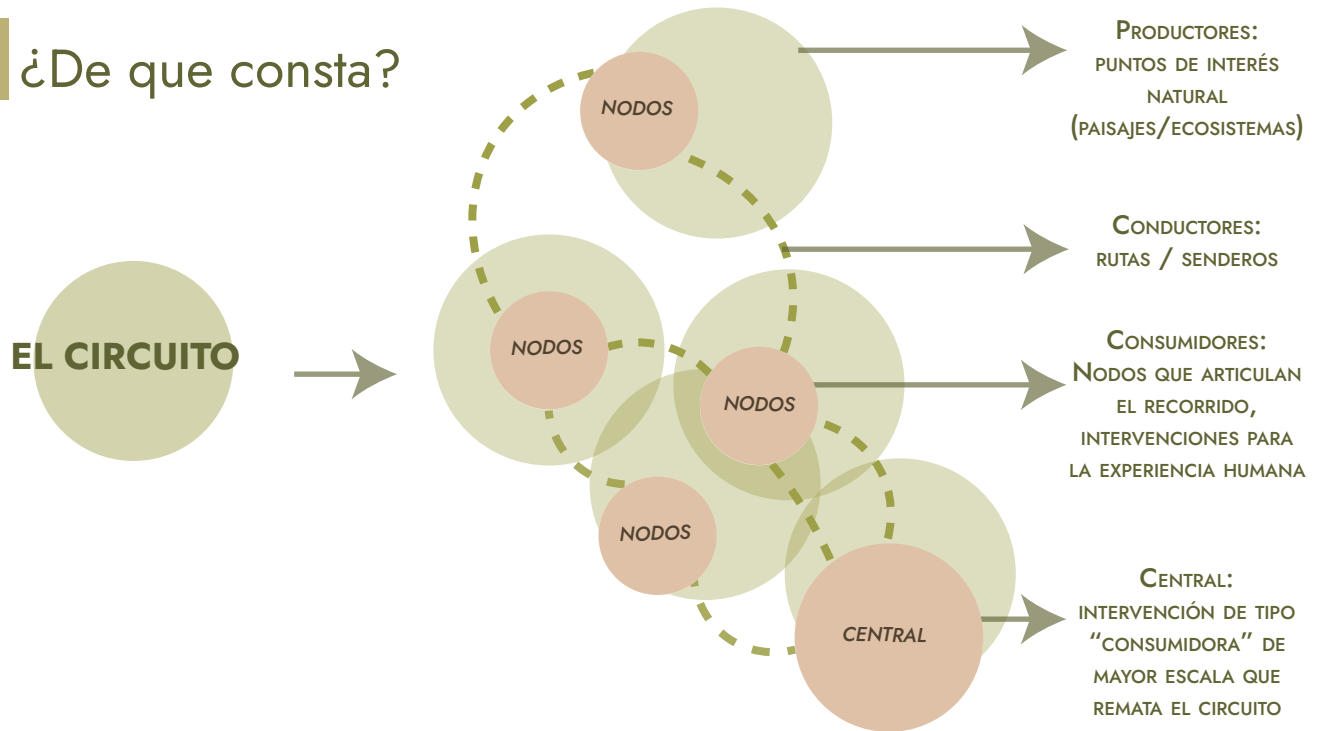 ¿De que consta?
EL CIRCUITO
NODOS
NODOS
NODOS
NODOS
CENTRAL
Productores:
puntos de interés
natural
(paisajes/ecosistemas)
Conductores:
rutas / senderos
Consumidores:
Nodos que articulan
el recorrido,
intervenciones para
la experiencia humana
Central:
intervención de tipo
“consumidora” de
mayor escala que
remata el circuito